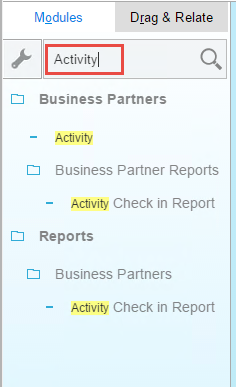 Modules Drag & Relate
Activity
Business Partners
Activity
Business Partner Reports
Activity Check in Report
Reports
Business Partners
Activity Check in Report